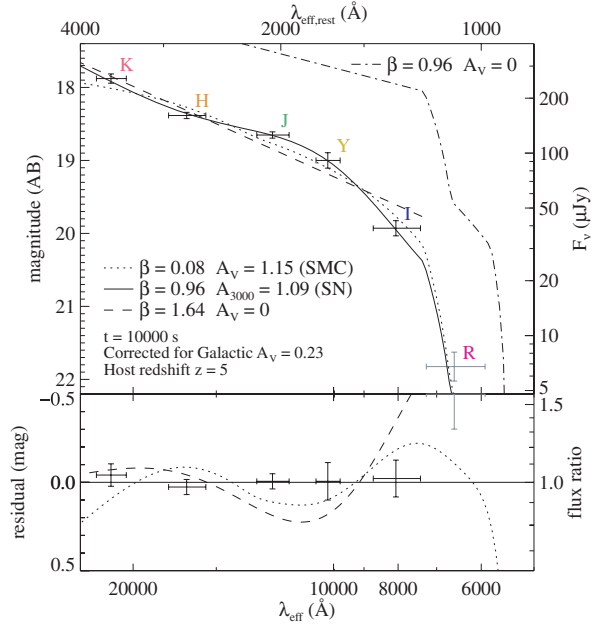 λeff,rest (Å)
4000 2000 1000
K
H
J
Y
I
R
β = 0.96 AV = 0
17
18
19
20
21
22
magnitude (AB)
200
100
50
20
10
5
Fν (μJy)
β = 0.08 AV = 1.15 (SMC)
β = 0.96 A3000 = 1.09 (SN)
β = 1.64 AV = 0
t = 10000 s
Corrected for Galactic AV = 0.23
Host redshift z = 5
−0.5
0.0
0.5
residual (mag)
1.5
1.0
flux ratio
20000 10000 8000 6000
λeff (Å)